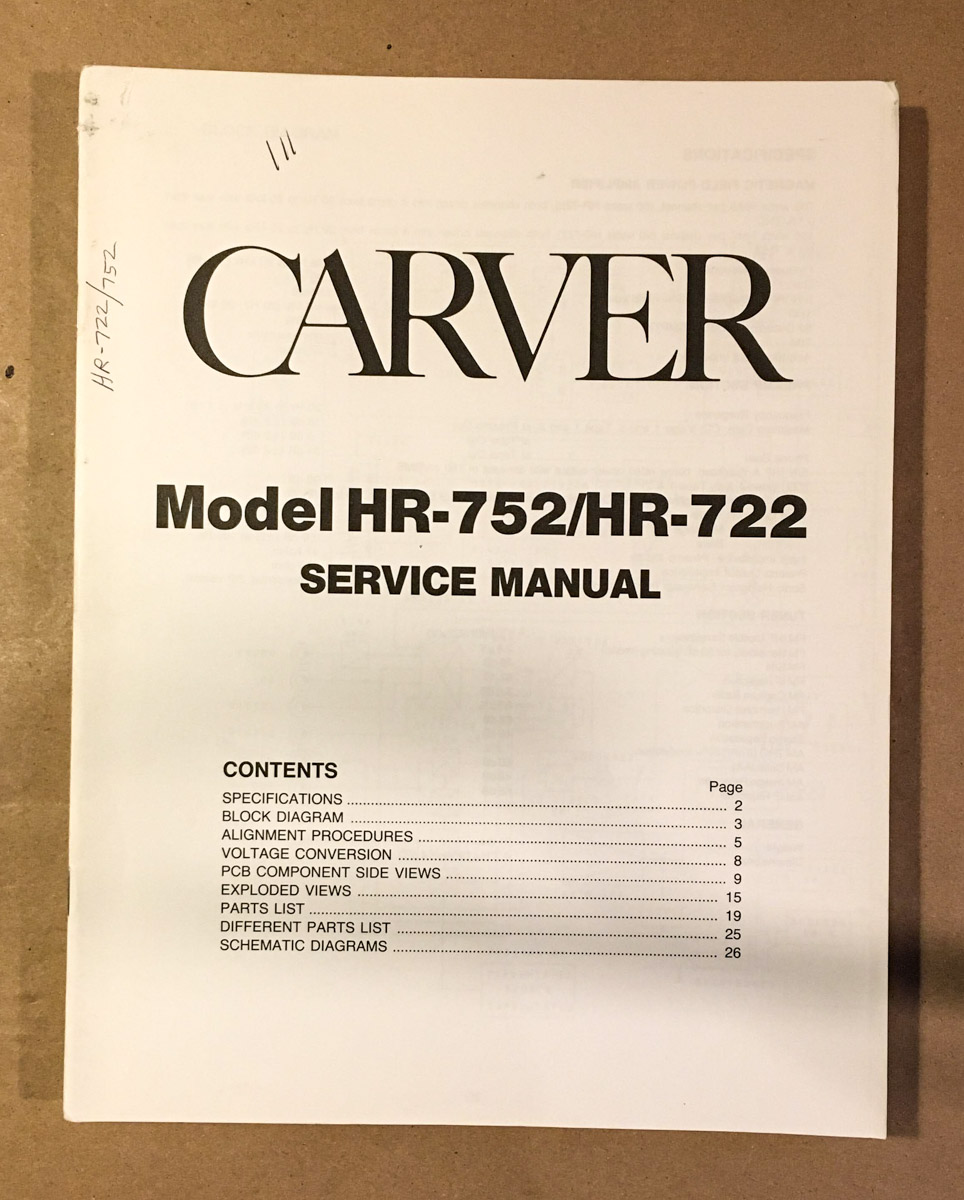 111
HR-722/752
CARVER
Model HR-752/HR-722
SERVICE MANUAL
CONTENTS
Page
SPECIFICATIONS ........ 2
BLOCK DIAGRAM ........ 3
ALIGNMENT PROCEDURES ........ 5
VOLTAGE CONVERSION ........ 8
PCB COMPONENT SIDE VIEWS ........ 9
EXPLODED VIEWS ........ 15
PARTS LIST ........ 19
DIFFERENT PARTS LIST ........ 25
SCHEMATIC DIAGRAMS ........ 26